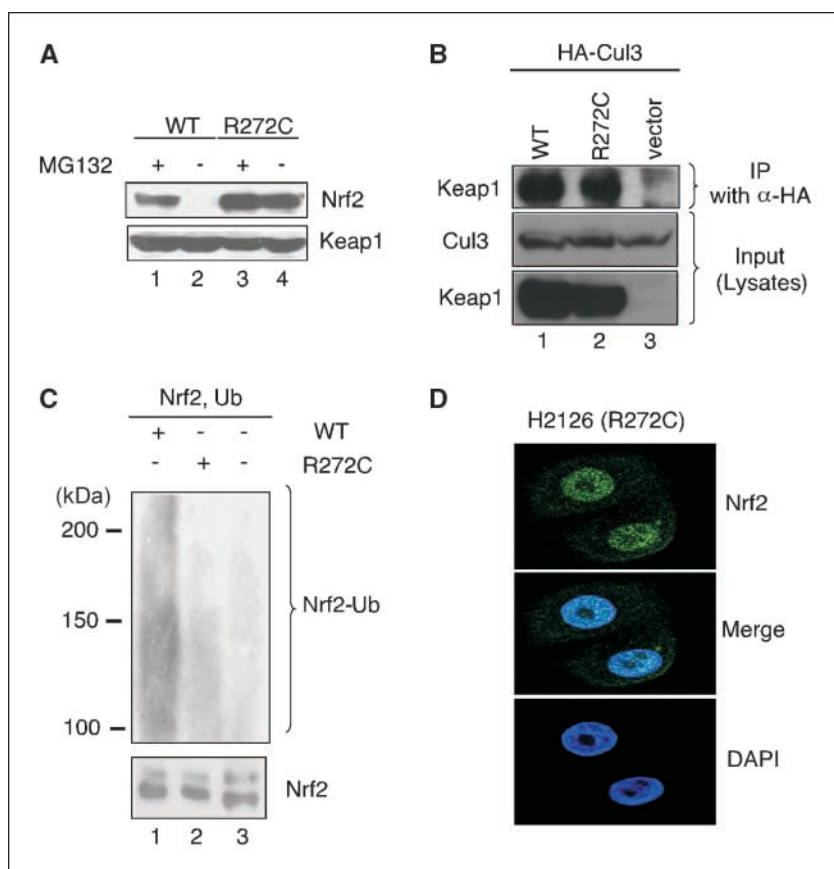 A
WT R272C
MG132 + - + -
Nrf2
Keap1
1 2 3 4
B
HA-Cul3
WT R272C vector
Keap1
IP
with α-HA
Cul3
Keap1
Input
(Lysates)
1 2 3
C
Nrf2, Ub
+ - - WT
- + - R272C
(kDa)
200
150
100
Nrf2-Ub
Nrf2
1 2 3
D
H2126 (R272C)
Nrf2
Merge
DAPI